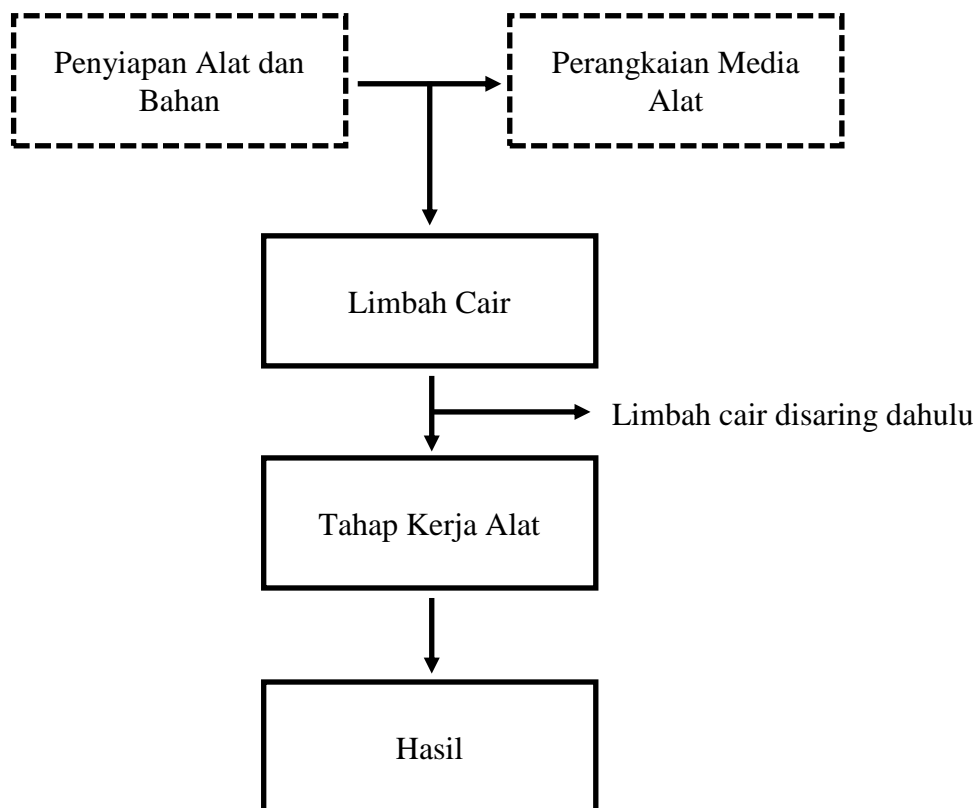 Penyiapan Alat dan
Bahan
Perangkaian Media
Alat
Limbah Cair
Limbah cair disaring dahulu
Tahap Kerja Alat
Hasil